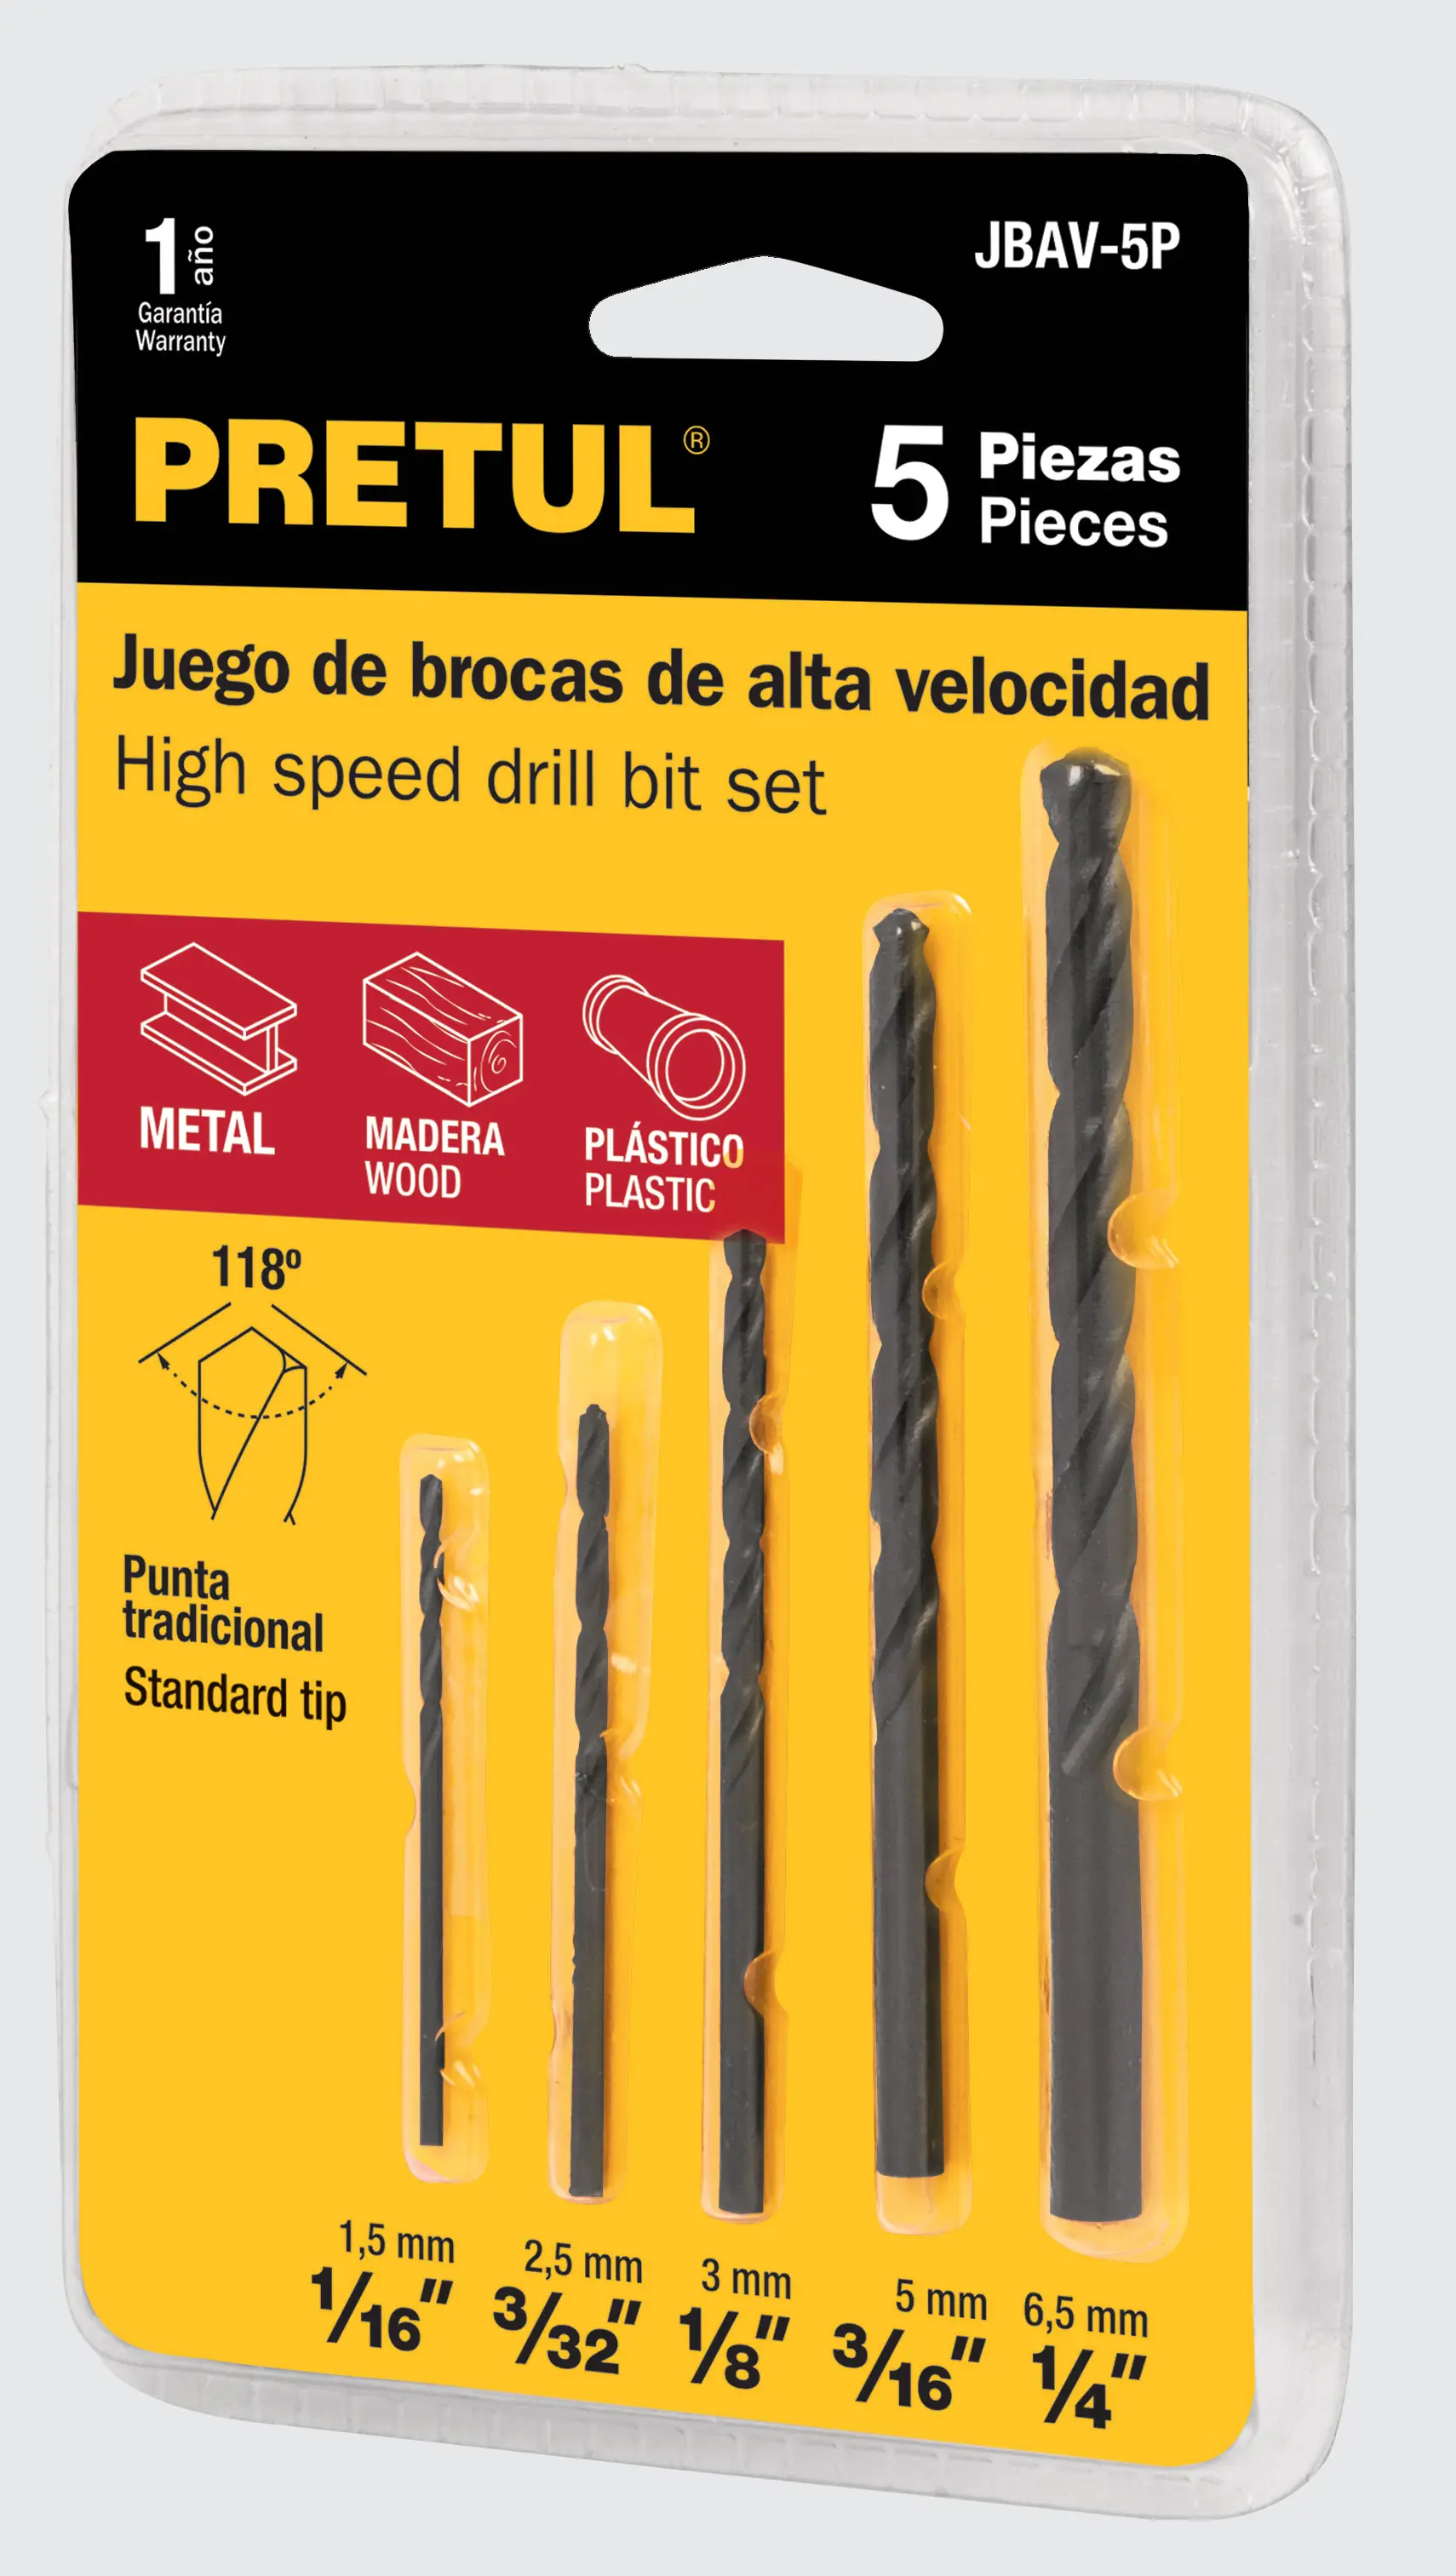 1 año
Garantía
Warranty
JBAV-5P
PRETUL®
5 Piezas
Pieces
Juego de brocas de alta velocidad
High speed drill bit set
METAL
MADERA
WOOD
PLÁSTICO
PLASTIC
118º
Punta
tradicional
Standard tip
1,5 mm
1/16"
2,5 mm
3/32"
3 mm
1/8"
5 mm
3/16"
6,5 mm
1/4"